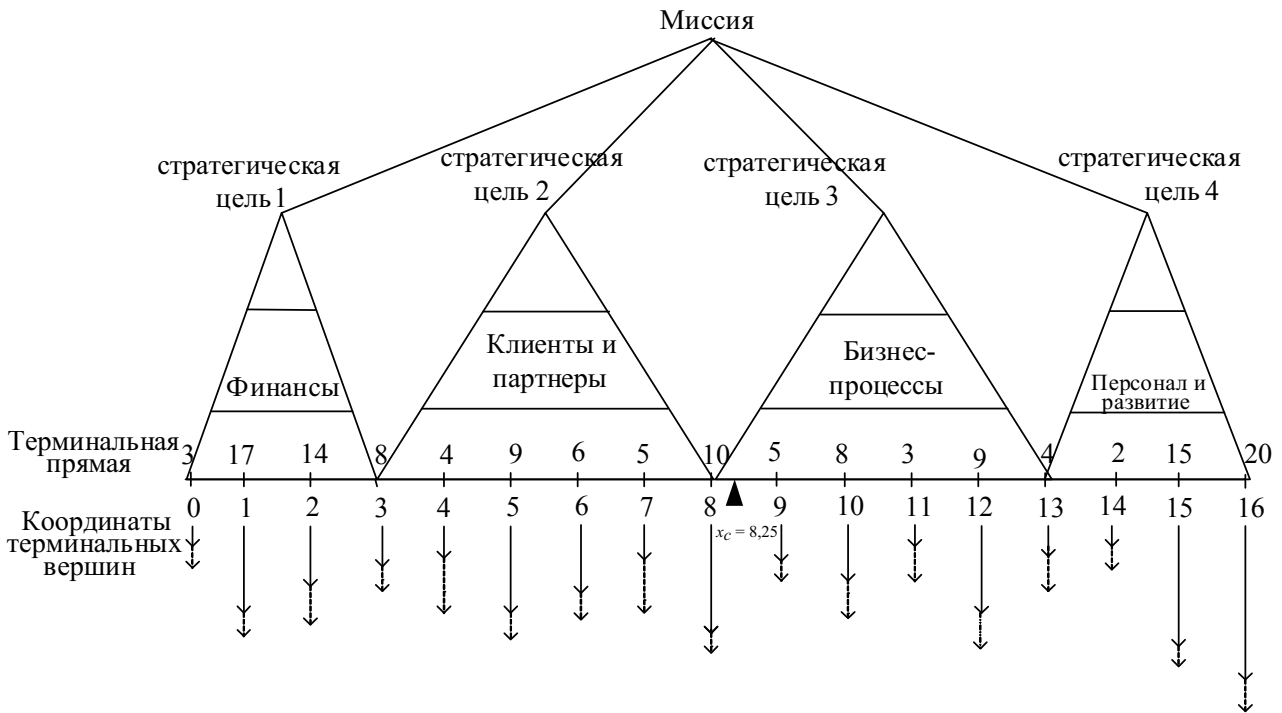 Миссия
стратегическая
цель 1
стратегическая
цель 2
стратегическая
цель 3
стратегическая
цель 4
Финансы
Клиенты и
партнеры
Бизнес-
процессы
Персонал и
развитие
Терминальная
прямая
3 17 14 8 4 9 6 5 10 5 8 3 9 4 2 15 20
0 1 2 3 4 5 6 7 8 9 10 11 12 13 14 15 16
Координаты
терминальных
вершин
xC = 8,25